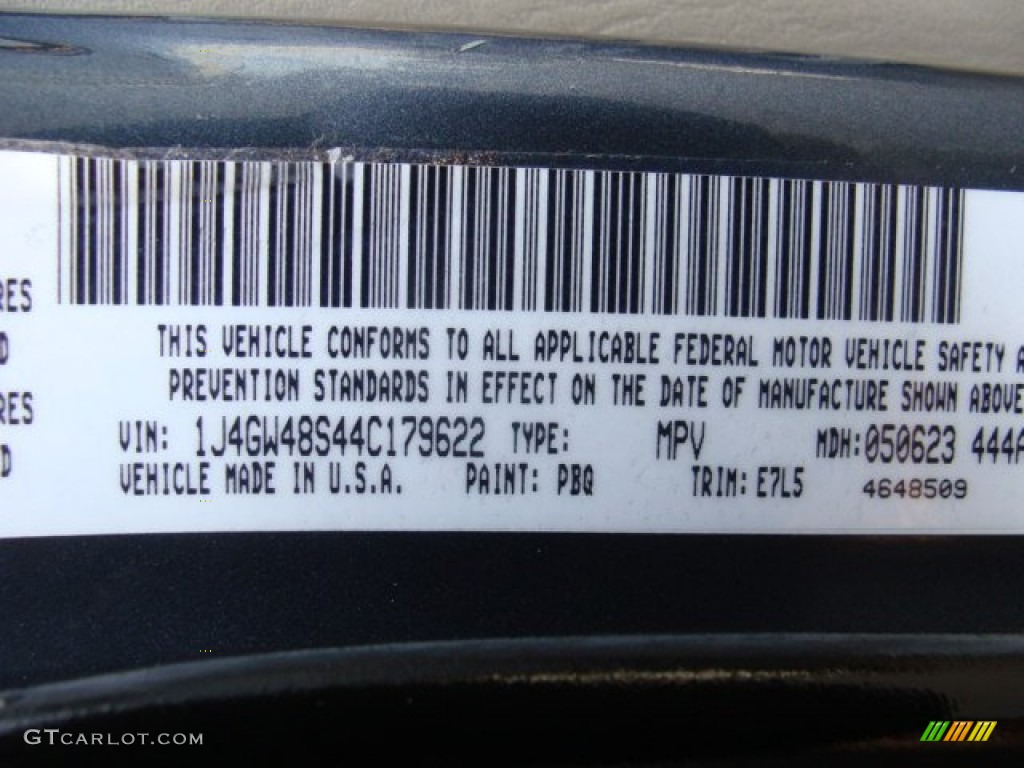 RES
D
RES
D
THIS VEHICLE CONFORMS TO ALL APPLICABLE FEDERAL MOTOR VEHICLE SAFETY A
PREVENTION STANDARDS IN EFFECT ON THE DATE OF MANUFACTURE SHOWN ABOVE
VIN: 1J4GW48S44C179622 TYPE: MPV MDH:050623 444A
VEHICLE MADE IN U.S.A. PAINT: PBQ TRIM: E7L5 4648509
GTCARLOT.COM